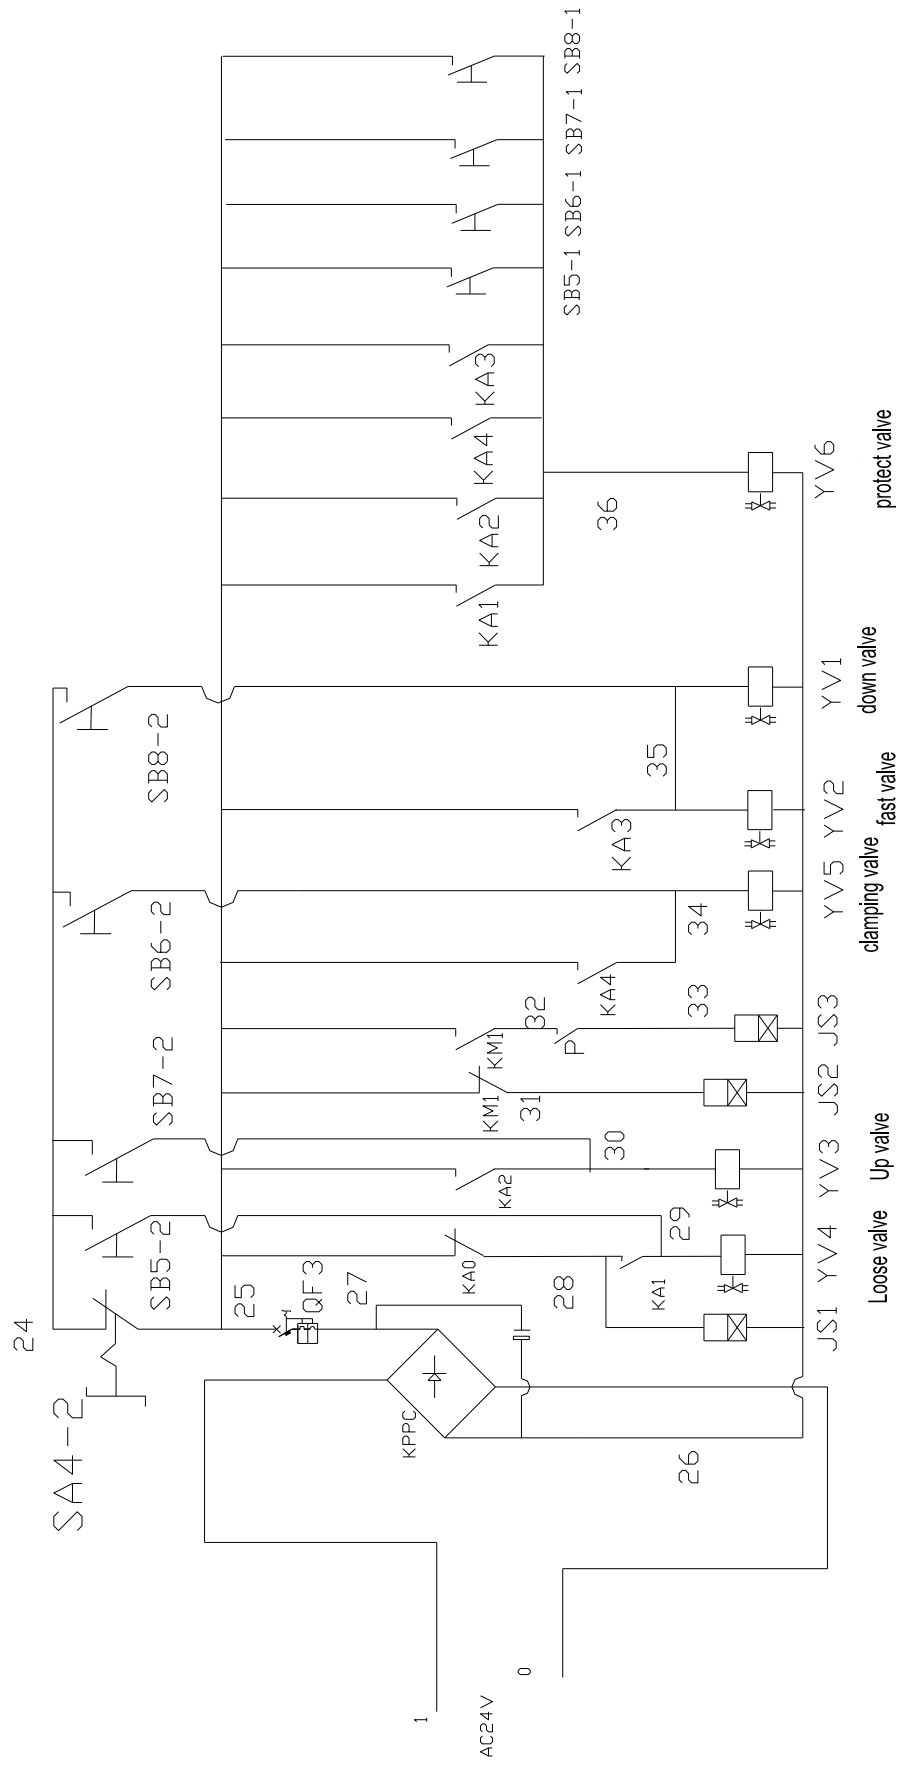 SA4-2
24
SB5-2
SB7-2
SB6-2
SB8-2
25
QF3
27
KPPC
26
1
AC24V
0
KA0
28
KA1
29
KA2
30
KM1
31
KM1
32
P
33
KA4
34
KA3
35
KA1
KA2
KA4
KA3
36
SB5-1 SB6-1 SB7-1 SB8-1
JS1
YV4
YV3
JS2
JS3
YV5
YV2
YV1
YV6
Loose valve
Up valve
clamping valve
fast valve
down valve
protect valve